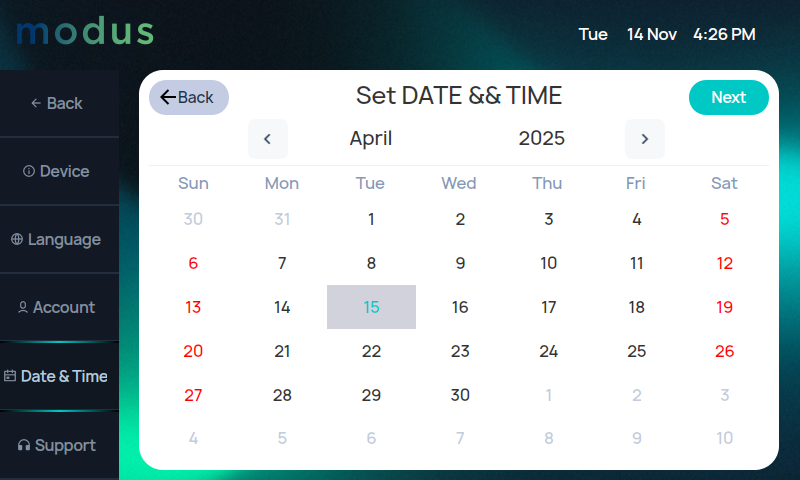 modus
Tue 14 Nov 4:26 PM
Back
Device
Language
Account
Date & Time
Support
Back
Set DATE && TIME
Next
April 2025
Sun Mon Tue Wed Thu Fri Sat
30 31 1 2 3 4 5
6 7 8 9 10 11 12
13 14 15 16 17 18 19
20 21 22 23 24 25 26
27 28 29 30 1 2 3
4 5 6 7 8 9 10